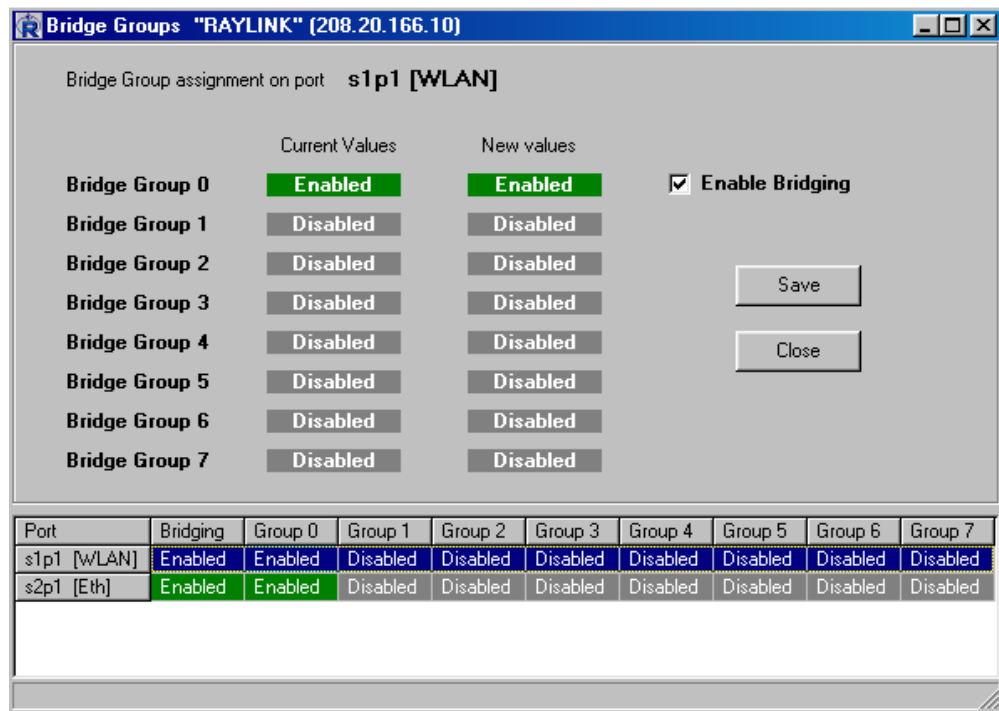 Bridge Groups "RAYLINK" (208.20.166.10)
Bridge Group assignment on port s1p1 [WLAN]
Current Values New values
Bridge Group 0 Enabled Enabled Enable Bridging
Bridge Group 1 Disabled Disabled
Bridge Group 2 Disabled Disabled
Bridge Group 3 Disabled Disabled
Save
Bridge Group 4 Disabled Disabled
Close
Bridge Group 5 Disabled Disabled
Bridge Group 6 Disabled Disabled
Bridge Group 7 Disabled Disabled
Port Bridging Group 0 Group 1 Group 2 Group 3 Group 4 Group 5 Group 6 Group 7
s1p1 [WLAN] Enabled Enabled Disabled Disabled Disabled Disabled Disabled Disabled Disabled
s2p1 [Eth] Enabled Enabled Disabled Disabled Disabled Disabled Disabled Disabled Disabled